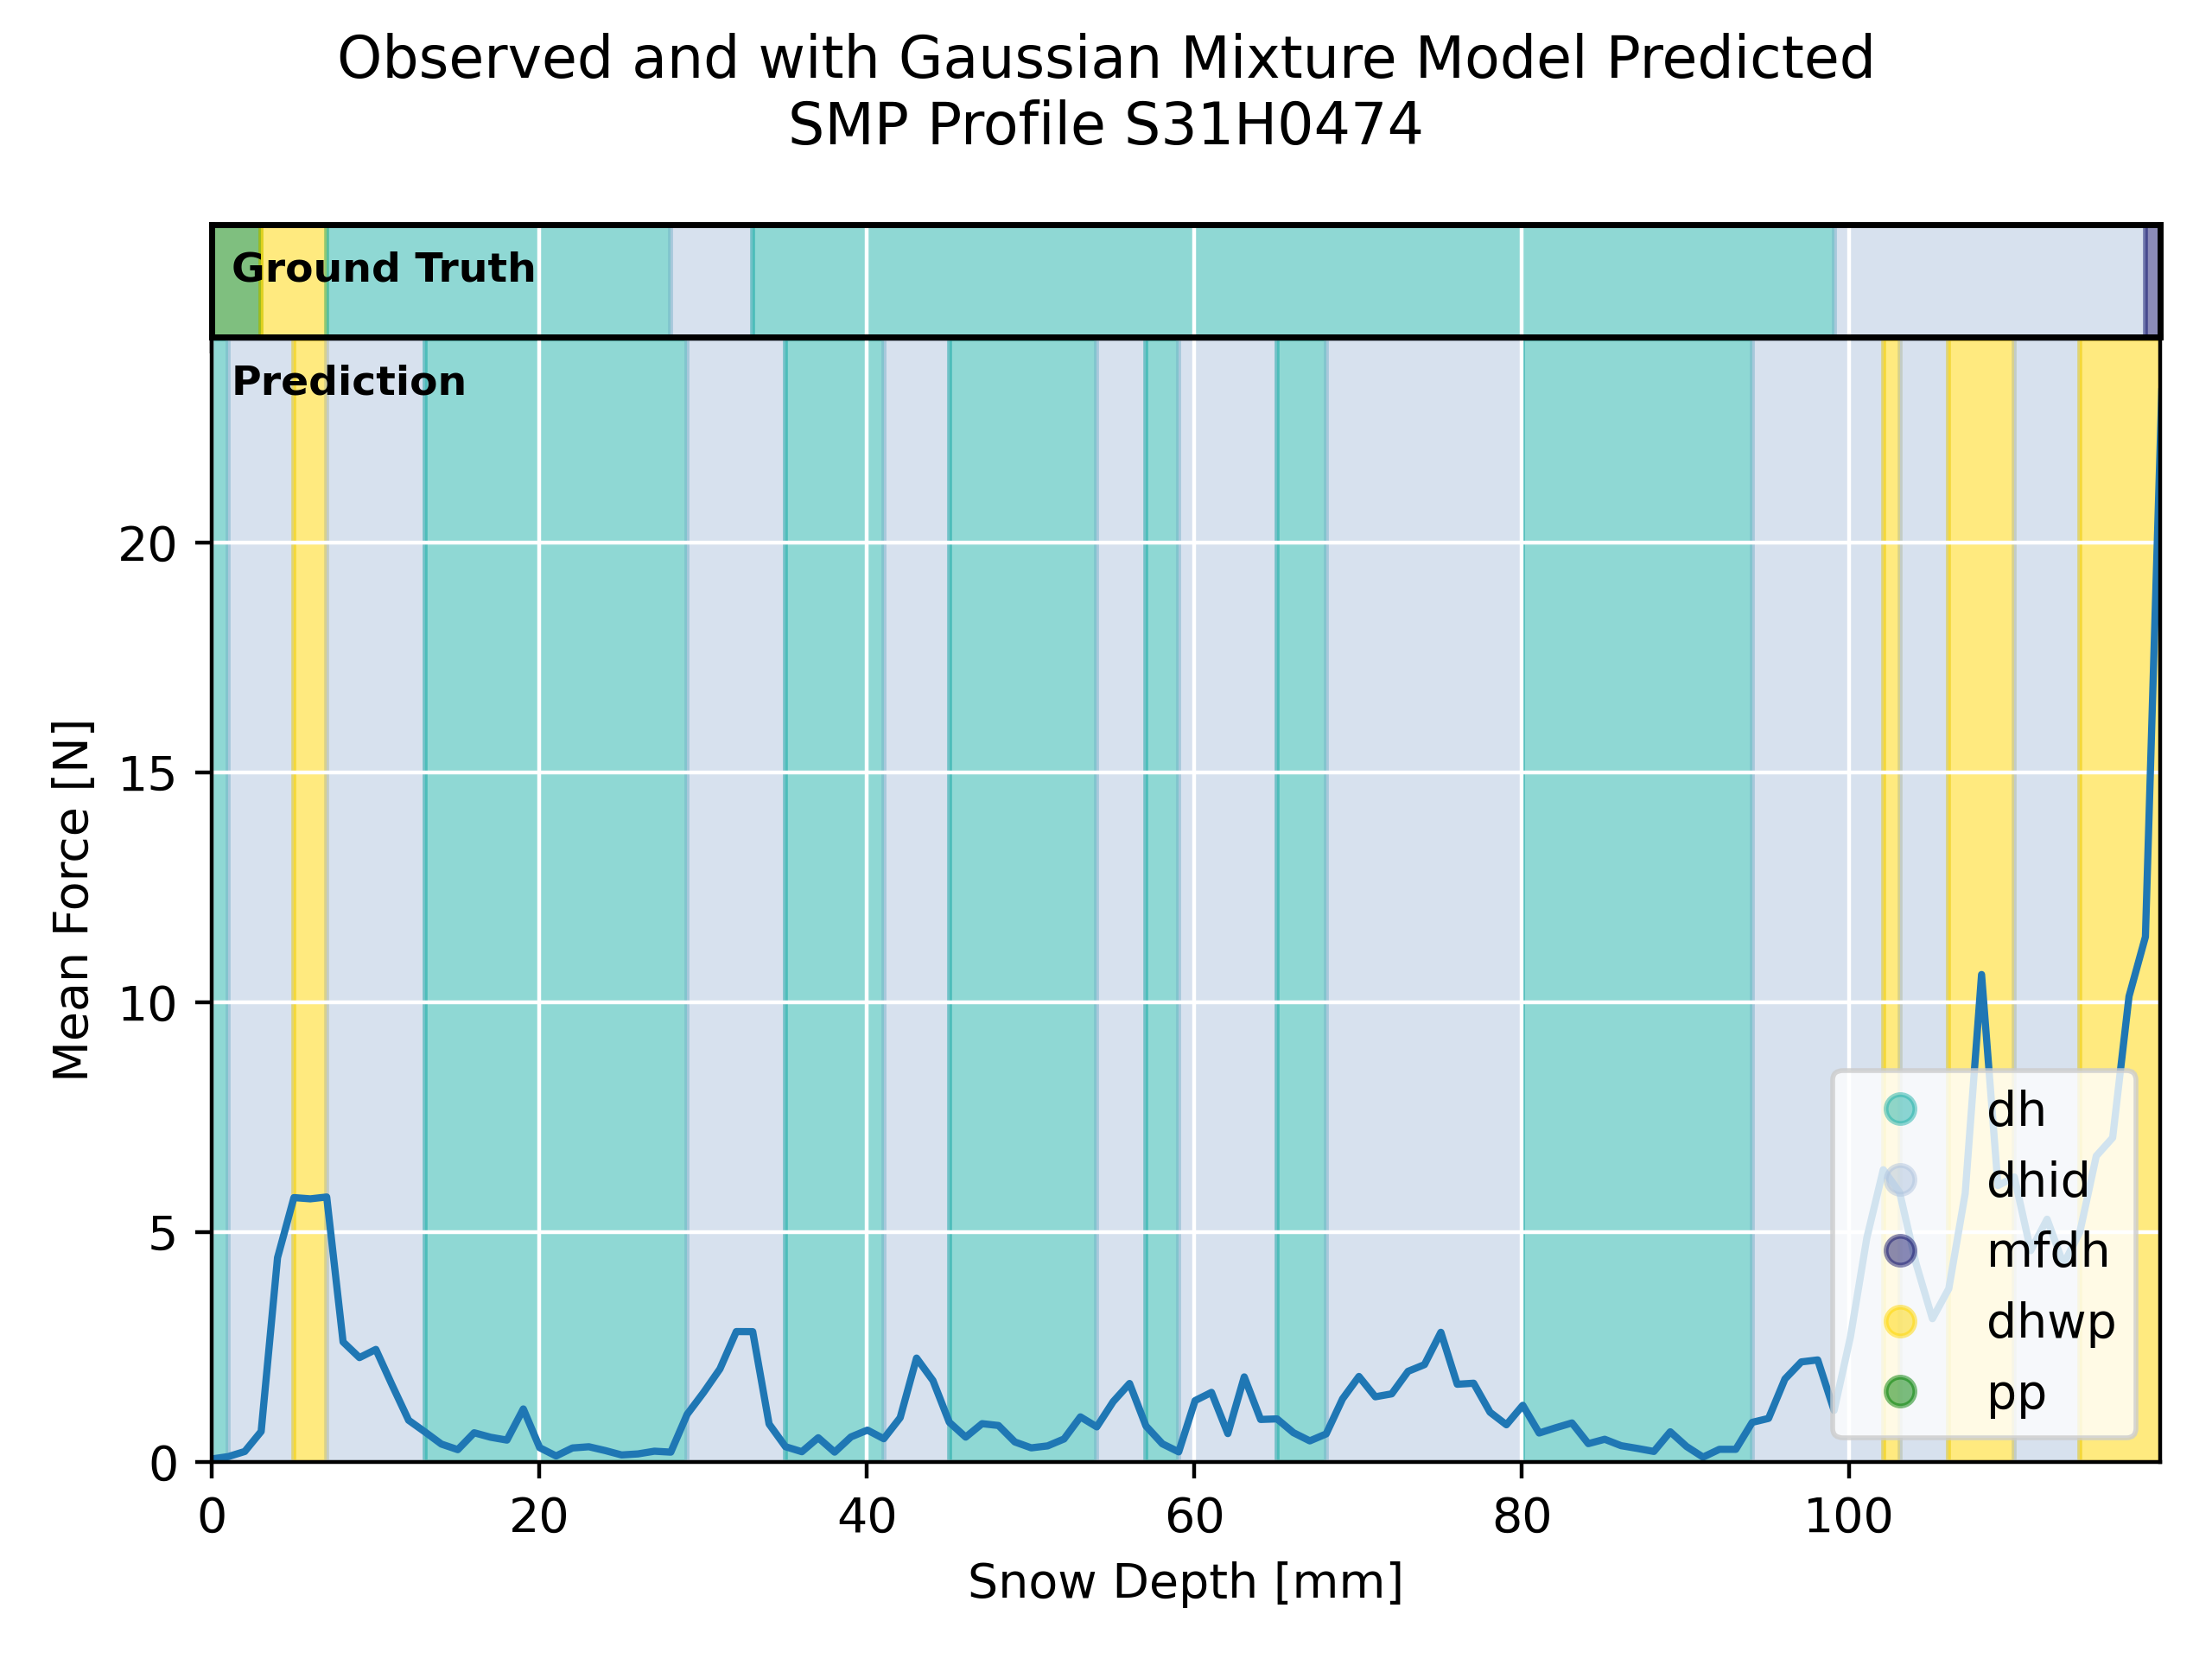 Observed and with Gaussian Mixture Model Predicted
SMP Profile S31H0474
Ground Truth
Prediction
20
15
10
5
0
Mean Force [N]
dh
dhid
mfdh
dhwp
pp
0 20 40 60 80 100
Snow Depth [mm]